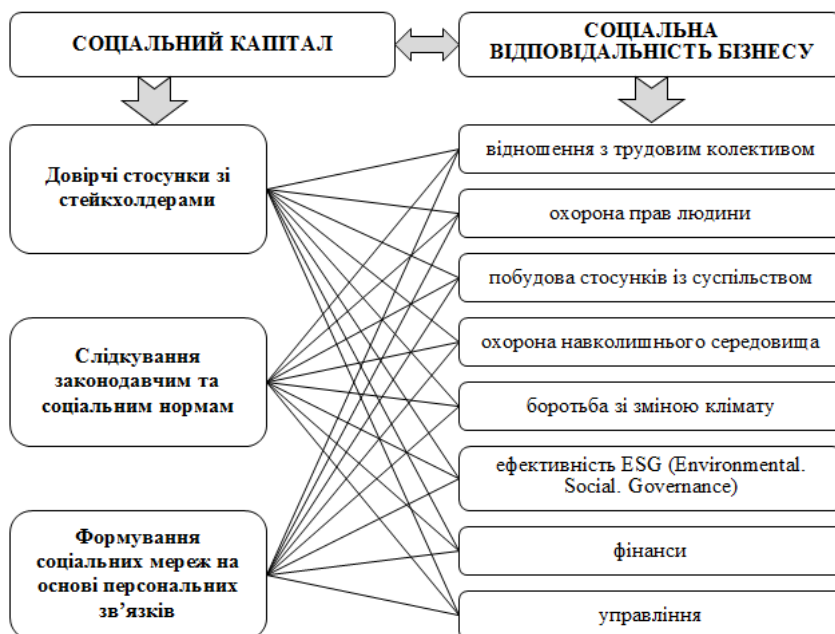 СОЦІАЛЬНИЙ КАПІТАЛ
СОЦІАЛЬНА
ВІДПОВІДАЛЬНІСТЬ БІЗНЕСУ
Довірчі стосунки зі
стейкхолдерами
Слідкування
законодавчим та
соціальним нормам
Формування
соціальних мереж на
основі персональних
зв’язків
відношення з трудовим колективом
охорона прав людини
побудова стосунків із суспільством
охорона навколишнього середовища
боротьба зі зміною клімату
ефективність ESG (Environmental.
Social. Governance)
фінанси
управління